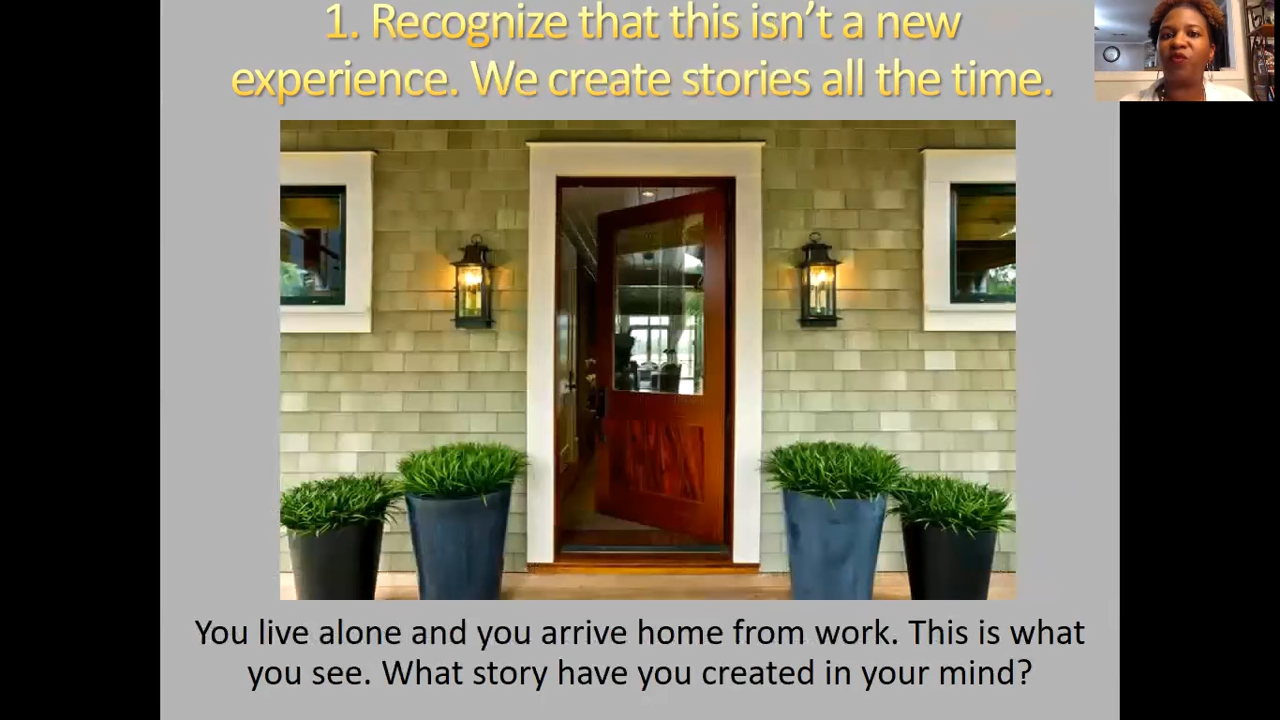 1. Recognize that this isn’t a new
experience. We create stories all the time.
You live alone and you arrive home from work. This is what
you see. What story have you created in your mind?